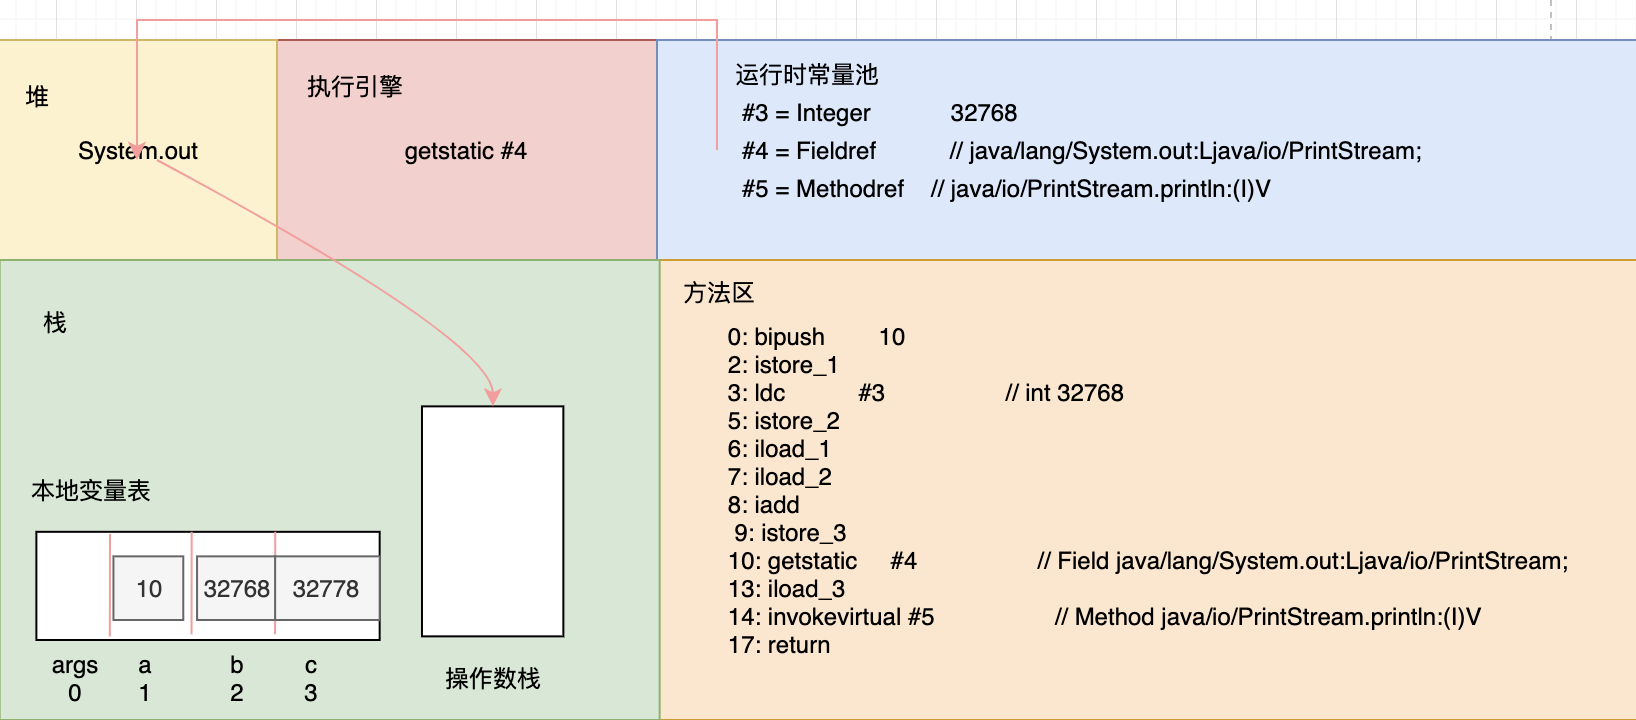 堆
System.out
执行引擎
getstatic #4
运行时常量池
#3 = Integer 32768
#4 = Fieldref // java/lang/System.out:Ljava/io/PrintStream;
#5 = Methodref // java/io/PrintStream.println:(I)V
栈
本地变量表
10 32768 32778
args a b c
0 1 2 3
操作数栈
方法区
0: bipush 10
2: istore_1
3: ldc #3 // int 32768
5: istore_2
6: iload_1
7: iload_2
8: iadd
9: istore_3
10: getstatic #4 // Field java/lang/System.out:Ljava/io/PrintStream;
13: iload_3
14: invokevirtual #5 // Method java/io/PrintStream.println:(I)V
17: return